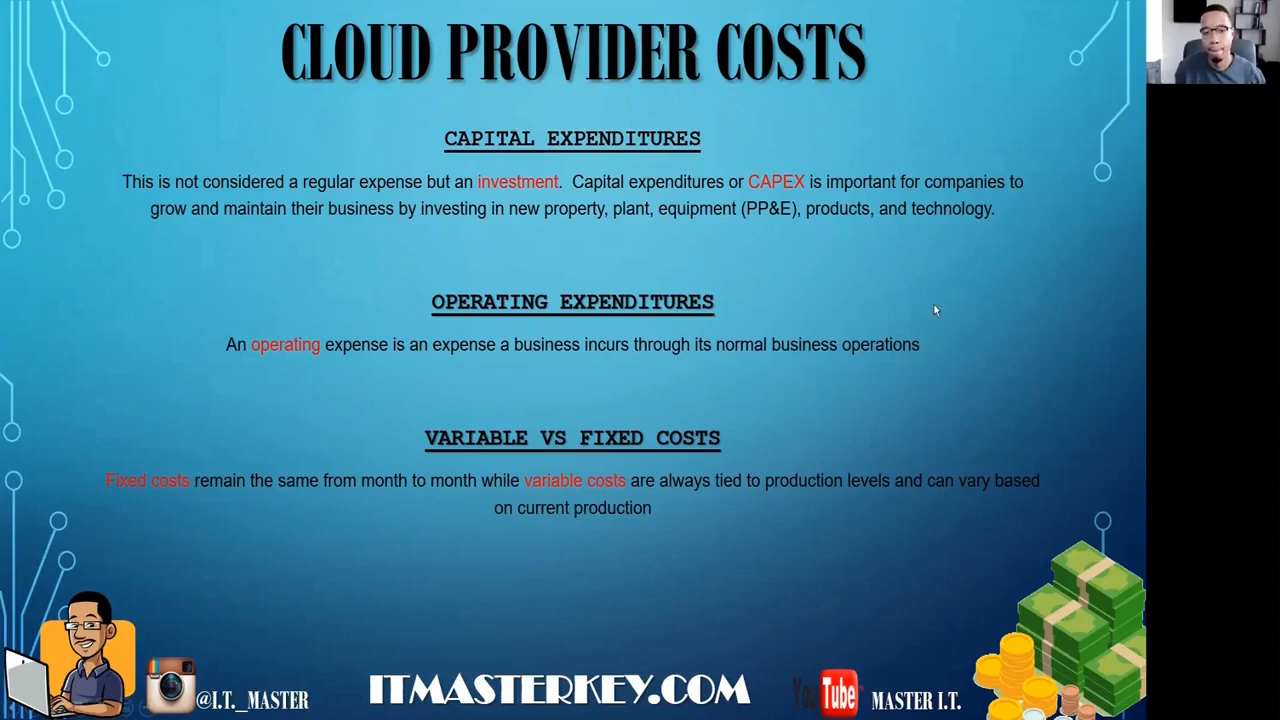 CLOUD PROVIDER COSTS
CAPITAL EXPENDITURES
This is not considered a regular expense but an investment.  Capital expenditures or CAPEX is important for companies to
grow and maintain their business by investing in new property, plant, equipment (PP&E), products, and technology.
OPERATING EXPENDITURES
An operating expense is an expense a business incurs through its normal business operations
VARIABLE VS FIXED COSTS
Fixed costs remain the same from month to month while variable costs are always tied to production levels and can vary based
on current production
@I.T._MASTER
ITMASTERKEY.COM
YouTube
MASTER I.T.